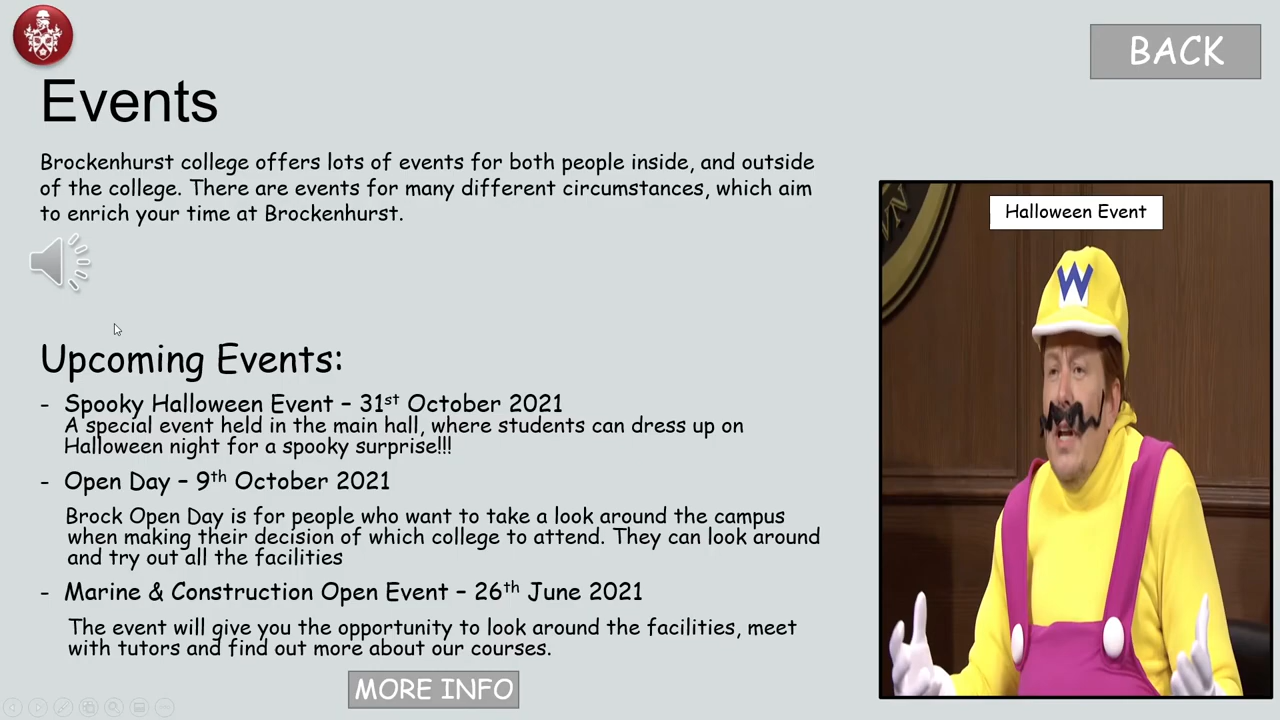 BACK
Events
Brockenhurst college offers lots of events for both people inside, and outside
of the college. There are events for many different circumstances, which aim
to enrich your time at Brockenhurst.
Halloween Event
W
Upcoming Events:
- Spooky Halloween Event – 31st October 2021
A special event held in the main hall, where students can dress up on
Halloween night for a spooky surprise!!!
- Open Day – 9th October 2021
Brock Open Day is for people who want to take a look around the campus
when making their decision of which college to attend. They can look around
and try out all the facilities
- Marine & Construction Open Event – 26th June 2021
The event will give you the opportunity to look around the facilities, meet
with tutors and find out more about our courses.
MORE INFO